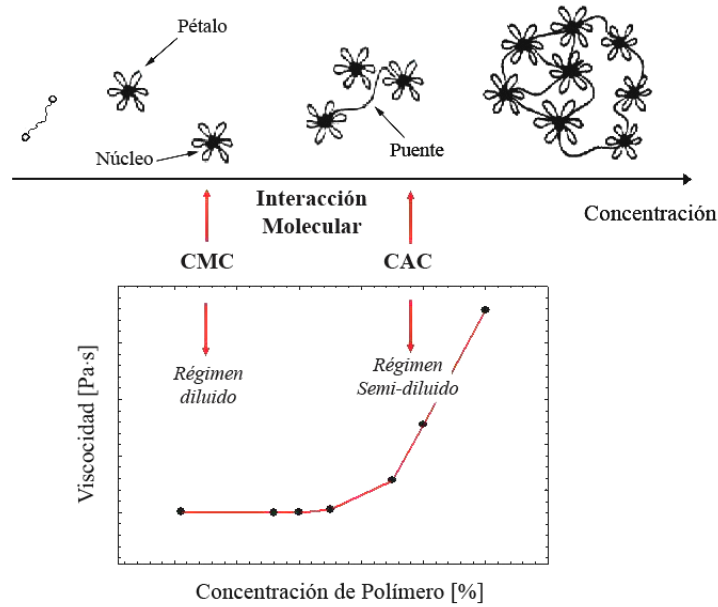 Pétalo
Núcleo
Puente
Interacción
Molecular
Concentración
CMC
CAC
Régimen
diluido
Régimen
Semi-diluido
Viscocidad [Pa·s]
Concentración de Polímero [%]